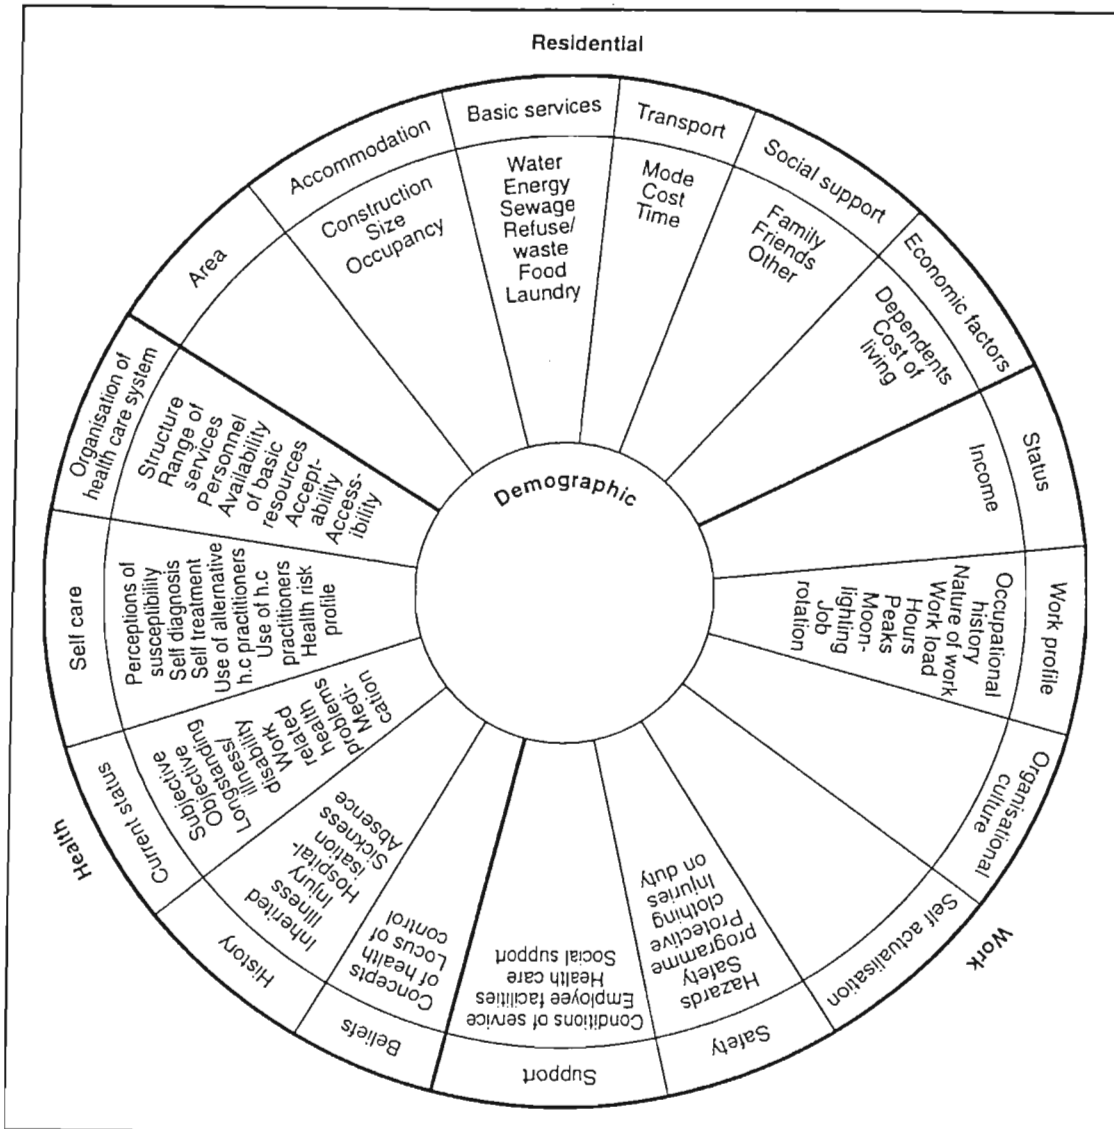 Residential
Area
Accommodation
Construction
Size
Occupancy
Basic services
Water
Energy
Sewage
Refuse/
waste
Food
Laundry
Transport
Mode
Cost
Time
Social support
Family
Friends
Other
Economic factors
Dependents
Cost of
living
Status
Income
Work profile
Occupational
history
Nature of work
Work load
Hours
Peaks
Moon-
lighting
Job
rotation
Organisational
culture
Self actualisation
Work
Safety
Hazards
Safety
programme
Protective
clothing
Injuries
on duty
Support
Conditions of service
Employee facilities
Health care
Social support
Beliefs
Concepts
of health
Locus of
control
History
Inherited
Illness
Injury
Hospital-
isation
Sickness
Absence
Health
Current status
Subjective
Objective
Longstanding
illness/
disability
Work
related
health
problems
Medi-
cation
Self care
Perceptions of
susceptibility
Self diagnosis
Self treatment
Use of alternative
h.c practitioners
Use of h.c
practitioners
Health risk
profile
Organisation of
health care system
Structure
Range of
services
Personnel
Availability
of basic
resources
Accept-
ability
Access-
ibility
Demographic